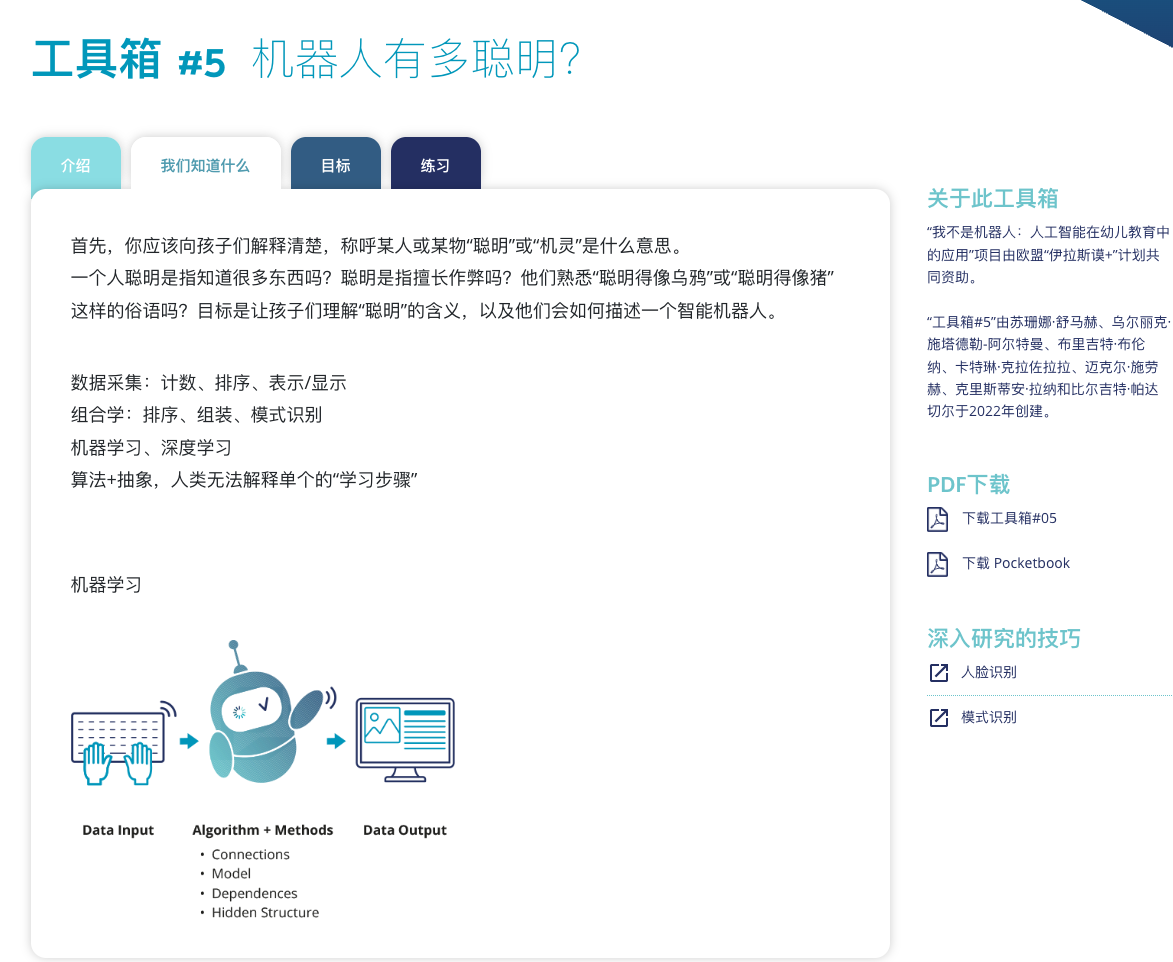 工具箱 #5 机器人有多聪明？
介绍
我们知道什么
目标
练习
首先，你应该向孩子们解释清楚，称呼某人或某物“聪明”或“机灵”是什么意思。
一个人聪明是指知道很多东西吗？聪明是指擅长作弊吗？他们熟悉“聪明得像乌鸦”或“聪明得像猪”
这样的俗语吗？目标是让孩子们理解“聪明”的含义，以及他们会如何描述一个智能机器人。
数据采集：计数、排序、表示/显示
组合学：排序、组装、模式识别
机器学习、深度学习
算法+抽象，人类无法解释单个的“学习步骤”
机器学习
Data Input
Algorithm + Methods
• Connections
• Model
• Dependences
• Hidden Structure
Data Output
关于此工具箱
“我不是机器人：人工智能在幼儿教育中
的应用”项目由欧盟“伊拉斯谟+”计划共
同资助。
“工具箱#5”由苏珊娜·舒马赫、乌尔丽克·
施塔德勒-阿尔特曼、布里吉特·布伦
纳、卡特琳·克拉佐拉拉、迈克尔·施劳
赫、克里斯蒂安·拉纳和比尔吉特·帕达
切尔于2022年创建。
PDF下载
下载工具箱#05
下载 Pocketbook
深入研究的技巧
人脸识别
模式识别